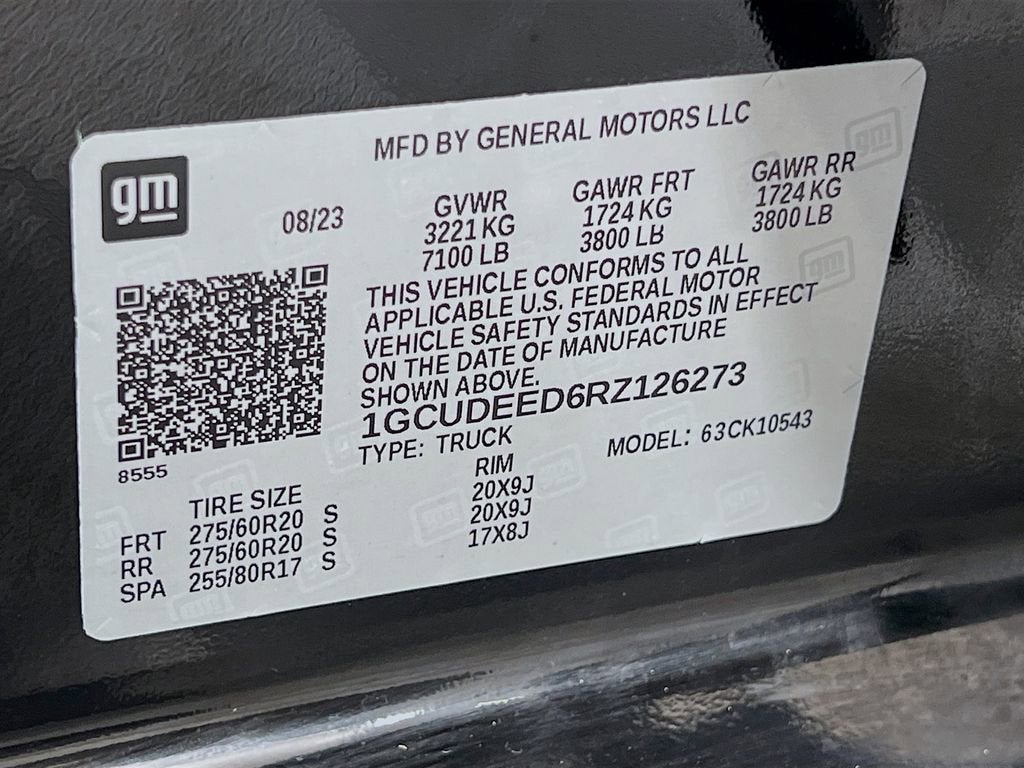 MFD BY GENERAL MOTORS LLC
gm
08/23
GVWR
3221 KG
7100 LB
GAWR FRT
1724 KG
3800 LB
GAWR RR
1724 KG
3800 LB
THIS VEHICLE CONFORMS TO ALL
APPLICABLE U.S. FEDERAL MOTOR
VEHICLE SAFETY STANDARDS IN EFFECT
ON THE DATE OF MANUFACTURE
SHOWN ABOVE.
1GCUDEED6RZ126273
TYPE: TRUCK
MODEL: 63CK10543
8555
TIRE SIZE RIM
FRT 275/60R20 S 20X9J
RR 275/60R20 S 20X9J
SPA 255/80R17 S 17X8J